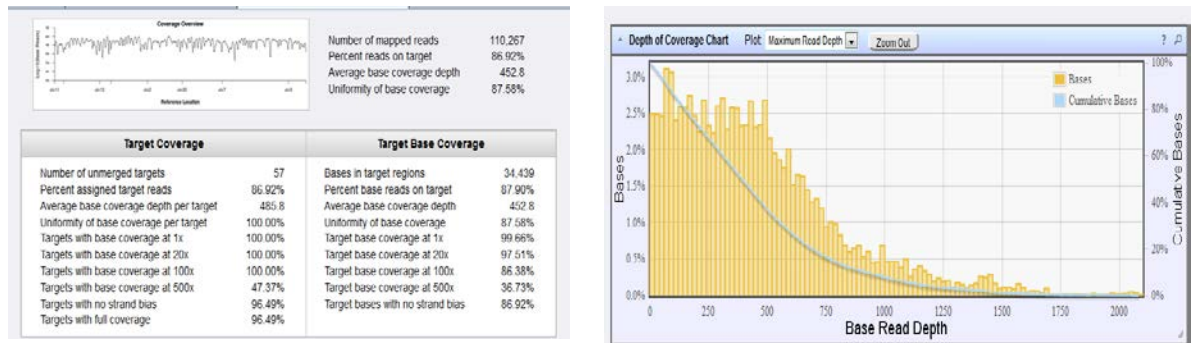 Coverage Overview
Reference Location
Number of mapped reads 110,267
Percent reads on target 86.92%
Average base coverage depth 452.8
Uniformity of base coverage 87.58%
Target Coverage
Number of unmerged targets 57
Percent assigned target reads 86.92%
Average base coverage depth per target 485.8
Uniformity of base coverage per target 100.00%
Targets with base coverage at 1x 100.00%
Targets with base coverage at 20x 100.00%
Targets with base coverage at 100x 100.00%
Targets with base coverage at 500x 47.37%
Targets with no strand bias 96.49%
Targets with full coverage 96.49%
Target Base Coverage
Bases in target regions 34,439
Percent base reads on target 87.90%
Average base coverage depth 452.8
Uniformity of base coverage 87.58%
Target base coverage at 1x 99.66%
Target base coverage at 20x 97.51%
Target base coverage at 100x 86.38%
Target base coverage at 500x 36.73%
Target bases with no strand bias 86.92%
Depth of Coverage Chart Plot: Maximum Read Depth Zoom Out ?
Bases
Cumulative Bases
3.0%
2.5%
2.0%
1.5%
1.0%
0.5%
0.0%
Bases
100%
80%
60%
40%
20%
0%
Cumulative Bases
0 250 500 750 1000 1250 1500 1750 2000
Base Read Depth